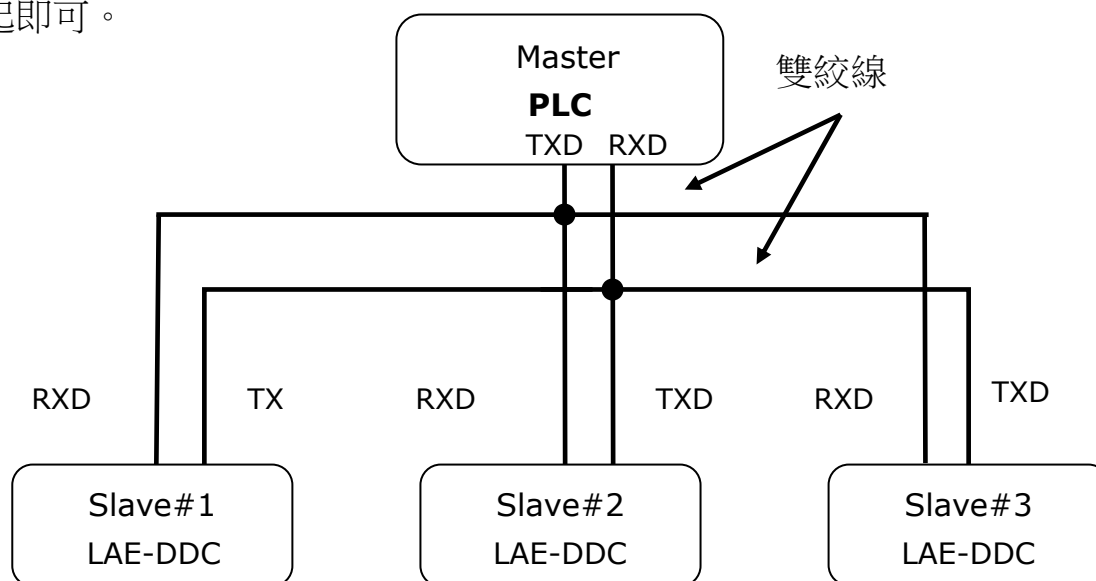 起即可。
Master
PLC
TXD RXD
雙絞線
RXD TX RXD TXD RXD TXD
Slave#1 Slave#2 Slave#3
LAE-DDC LAE-DDC LAE-DDC